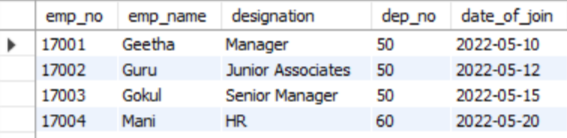 emp_no emp_name designation dep_no date_of_join
17001 Geetha Manager 50 2022-05-10
17002 Guru Junior Associates 50 2022-05-12
17003 Gokul Senior Manager 50 2022-05-15
17004 Mani HR 60 2022-05-20